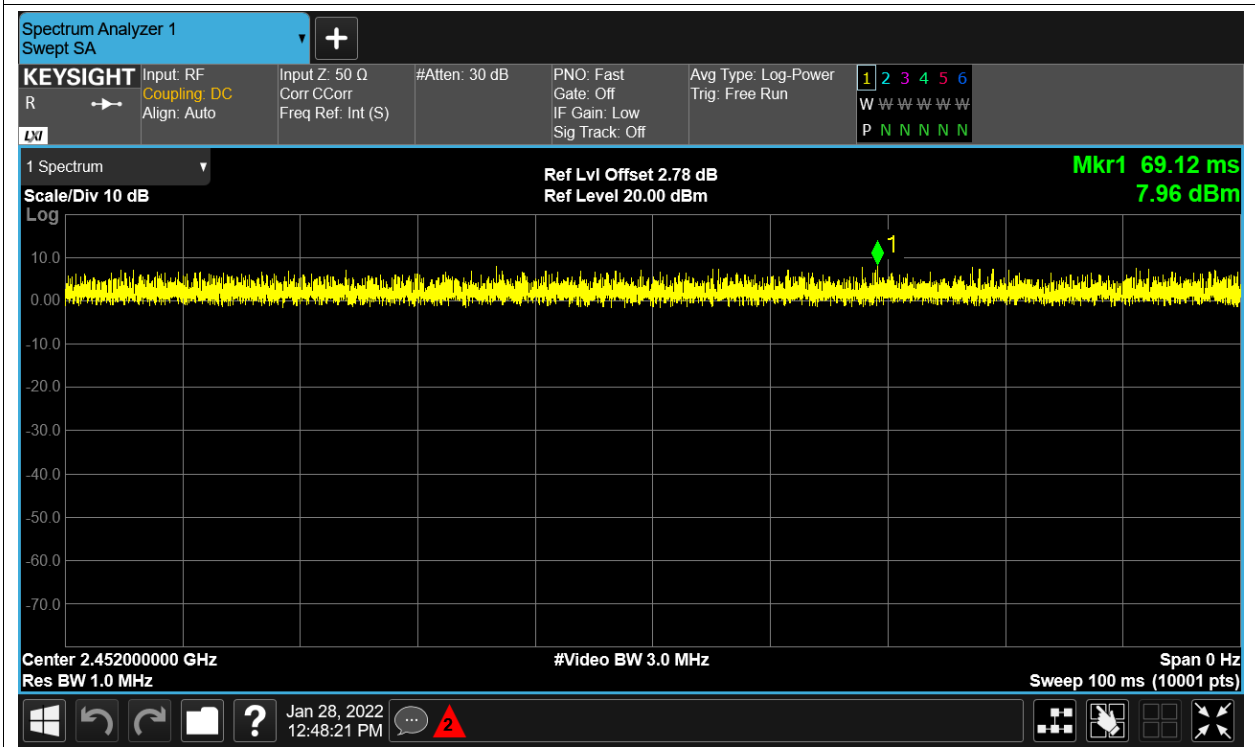 Spectrum Analyzer 1
Swept SA
KEYSIGHT
R
LXI
Input: RF
Coupling: DC
Align: Auto
Input Z: 50 Ω
Corr CCorr
Freq Ref: Int (S)
#Atten: 30 dB
PNO: Fast
Gate: Off
IF Gain: Low
Sig Track: Off
Avg Type: Log-Power
Trig: Free Run
1 2 3 4 5 6
W W W W W W
P N N N N N
1 Spectrum
Scale/Div 10 dB
Log
Ref Lvl Offset 2.78 dB
Ref Level 20.00 dBm
Mkr1 69.12 ms
7.96 dBm
1
10.0
0.00
-10.0
-20.0
-30.0
-40.0
-50.0
-60.0
-70.0
Center 2.452000000 GHz
Res BW 1.0 MHz
#Video BW 3.0 MHz
Span 0 Hz
Sweep 100 ms (10001 pts)
?
Jan 28, 2022
12:48:21 PM
2